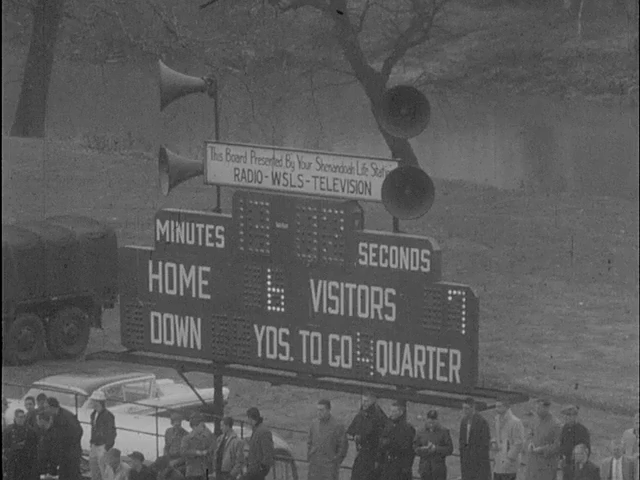 This Board Presented By Your Shenandoah Life Station
RADIO-WSLS-TELEVISION
MINUTES SECONDS
HOME 6 VISITORS 7
DOWN YDS. TO GO 4 QUARTER